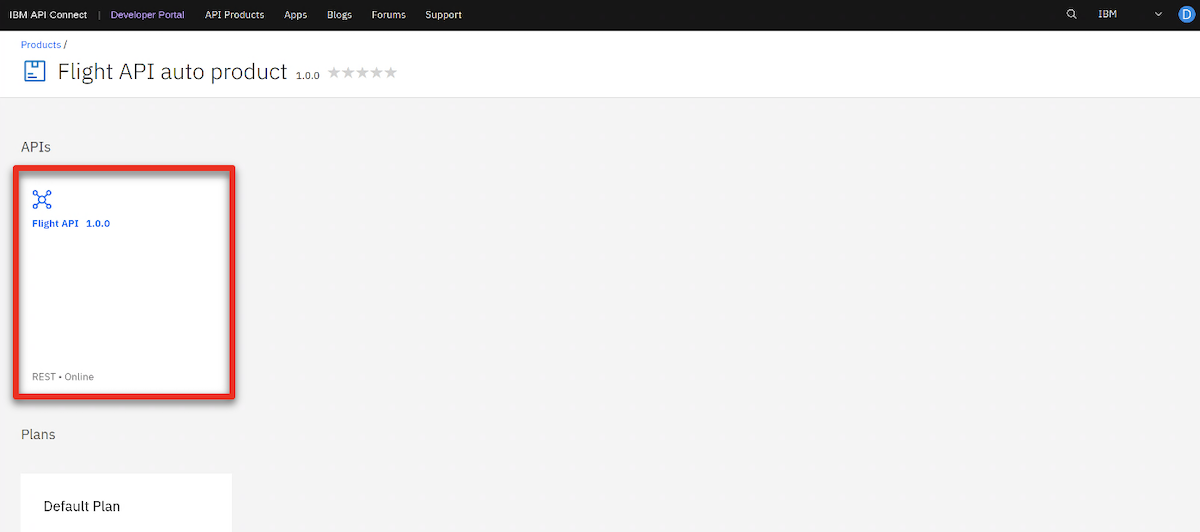 IBM API Connect | Developer Portal API Products Apps Blogs Forums Support IBM D
Products /
Flight API auto product 1.0.0
APIs
Flight API 1.0.0
REST • Online
Plans
Default Plan